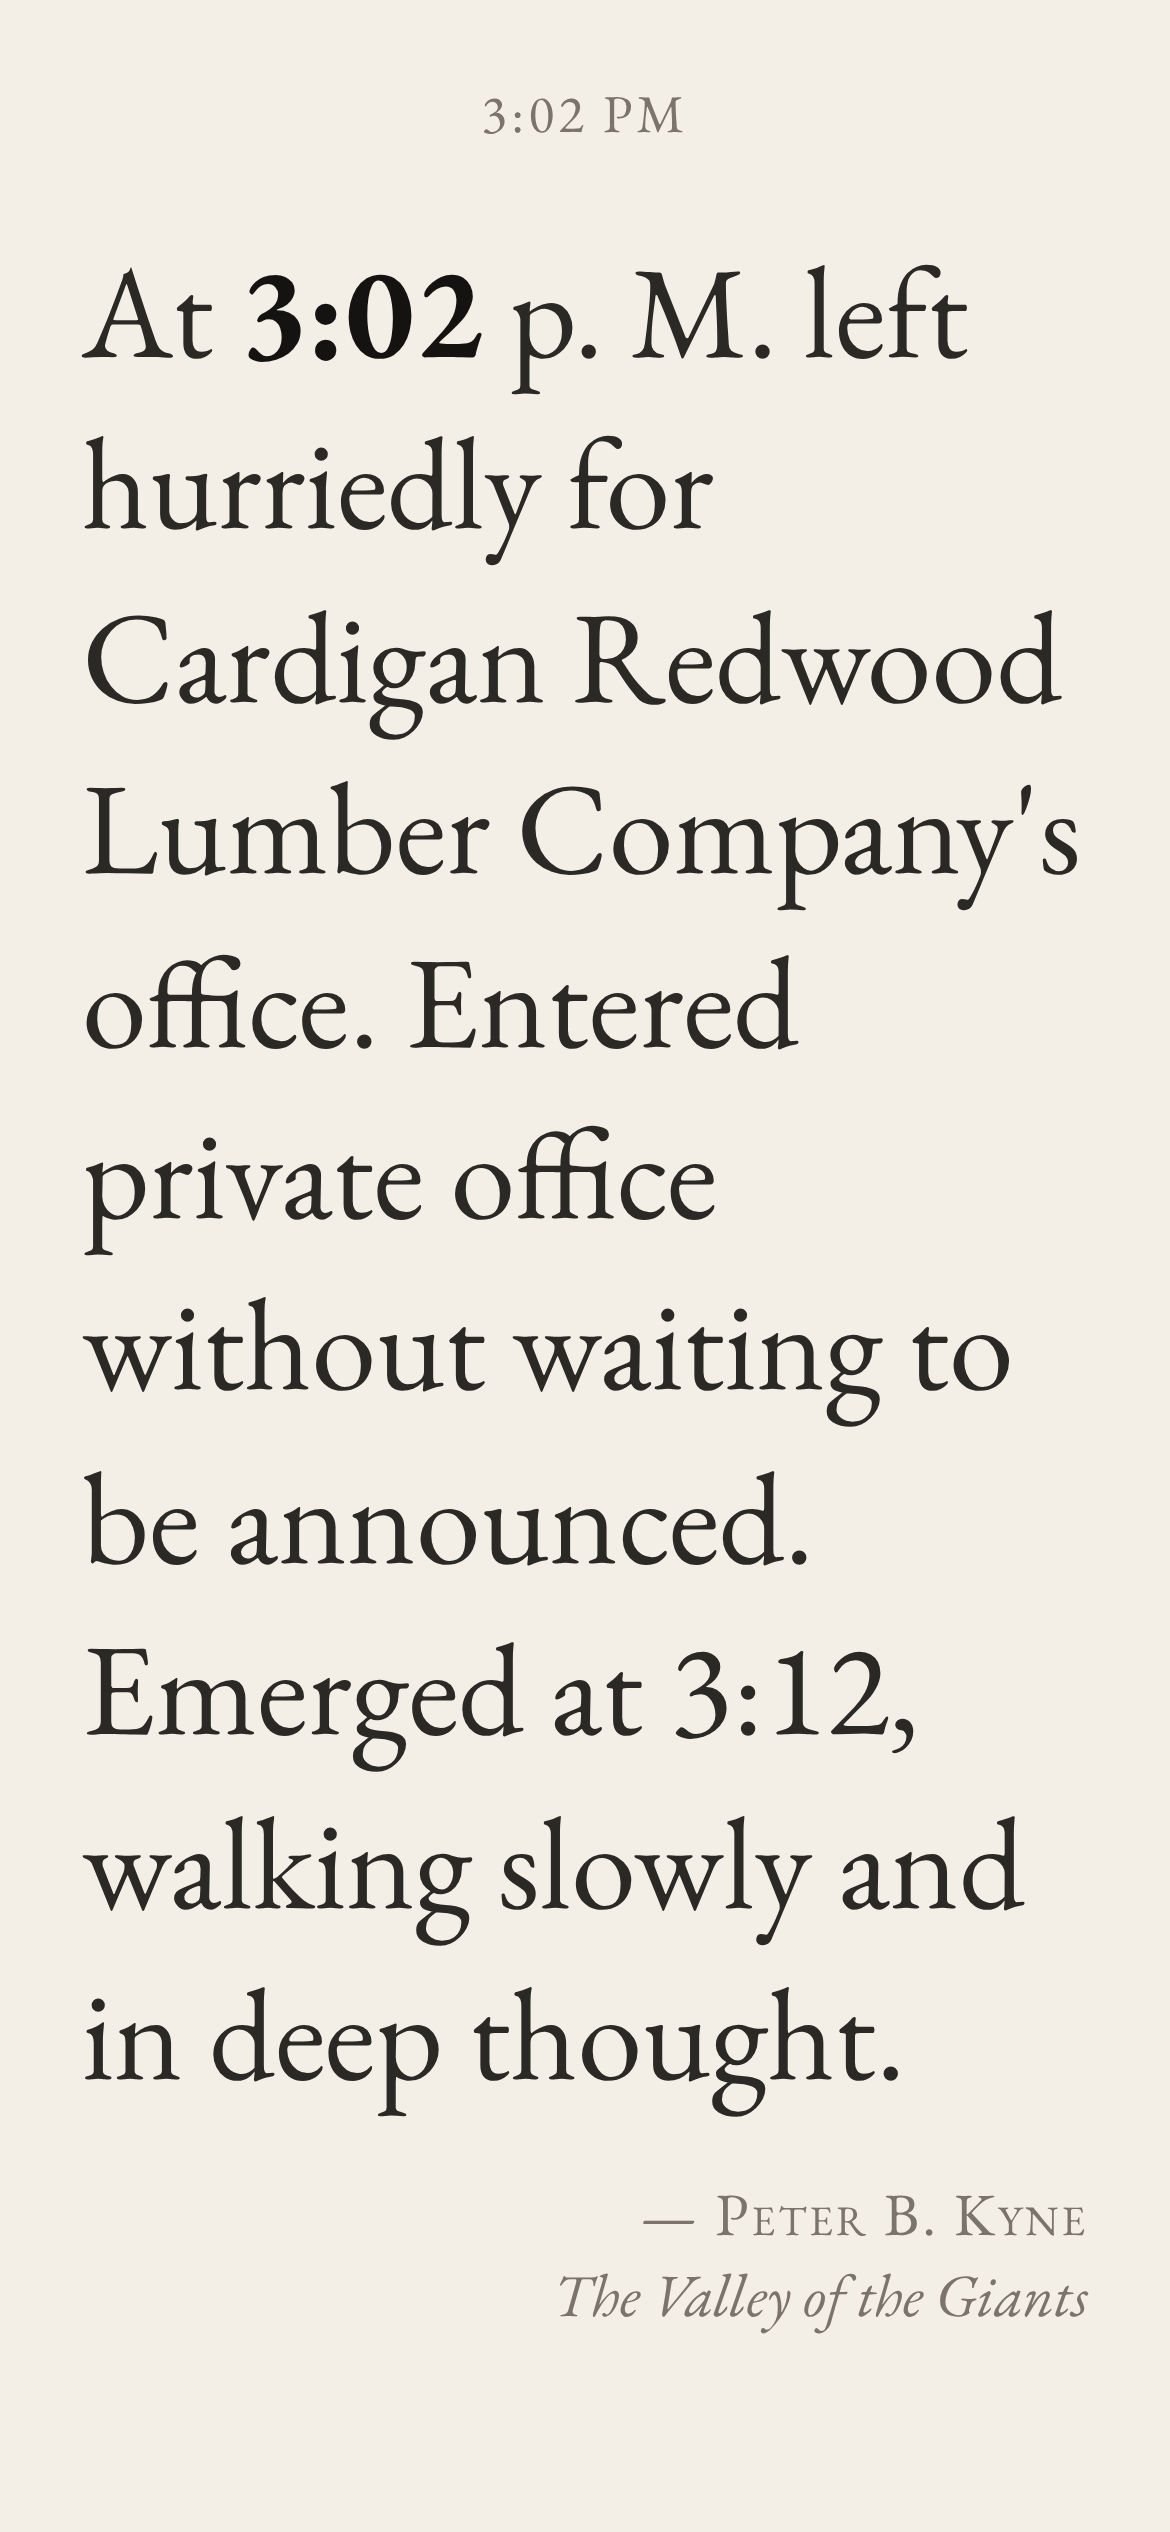 3:02 PM
At 3:02 p. M. left
hurriedly for
Cardigan Redwood
Lumber Company's
office. Entered
private office
without waiting to
be announced.
Emerged at 3:12,
walking slowly and
in deep thought.
— Peter B. Kyne
The Valley of the Giants